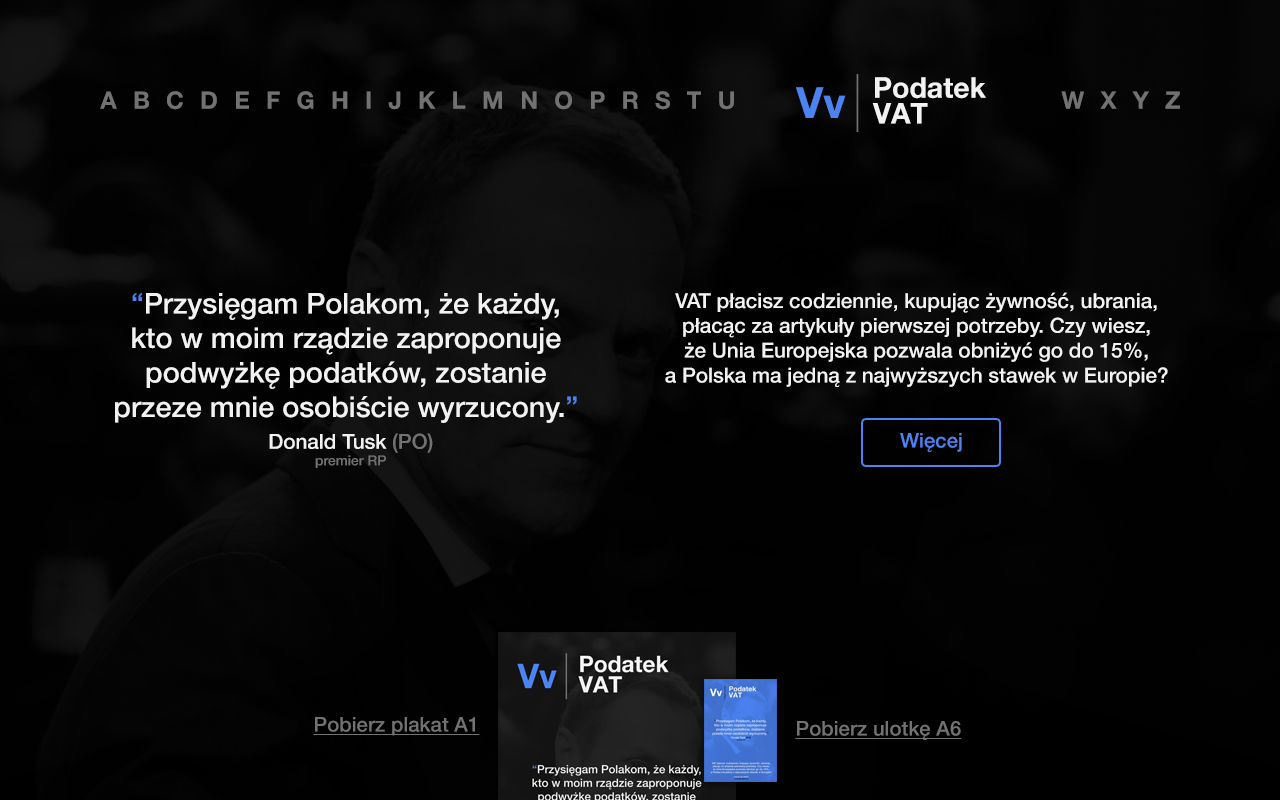 A B C D E F G H I J K L M N O P R S T U
Vv
Podatek
VAT
W X Y Z
“Przysięgam Polakom, że każdy,
kto w moim rządzie zaproponuje
podwyżkę podatków, zostanie
przeze mnie osobiście wyrzucony.”
Donald Tusk (PO)
premier RP
VAT płacisz codziennie, kupując żywność, ubrania,
płacąc za artykuły pierwszej potrzeby. Czy wiesz,
że Unia Europejska pozwala obniżyć go do 15%,
a Polska ma jedną z najwyższych stawek w Europie?
Więcej
Pobierz plakat A1
Vv
Podatek
VAT
“Przysięgam Polakom, że każdy,
kto w moim rządzie zaproponuje
podwyżkę podatków, zostanie
Vv
Podatek
VAT
Pobierz ulotkę A6